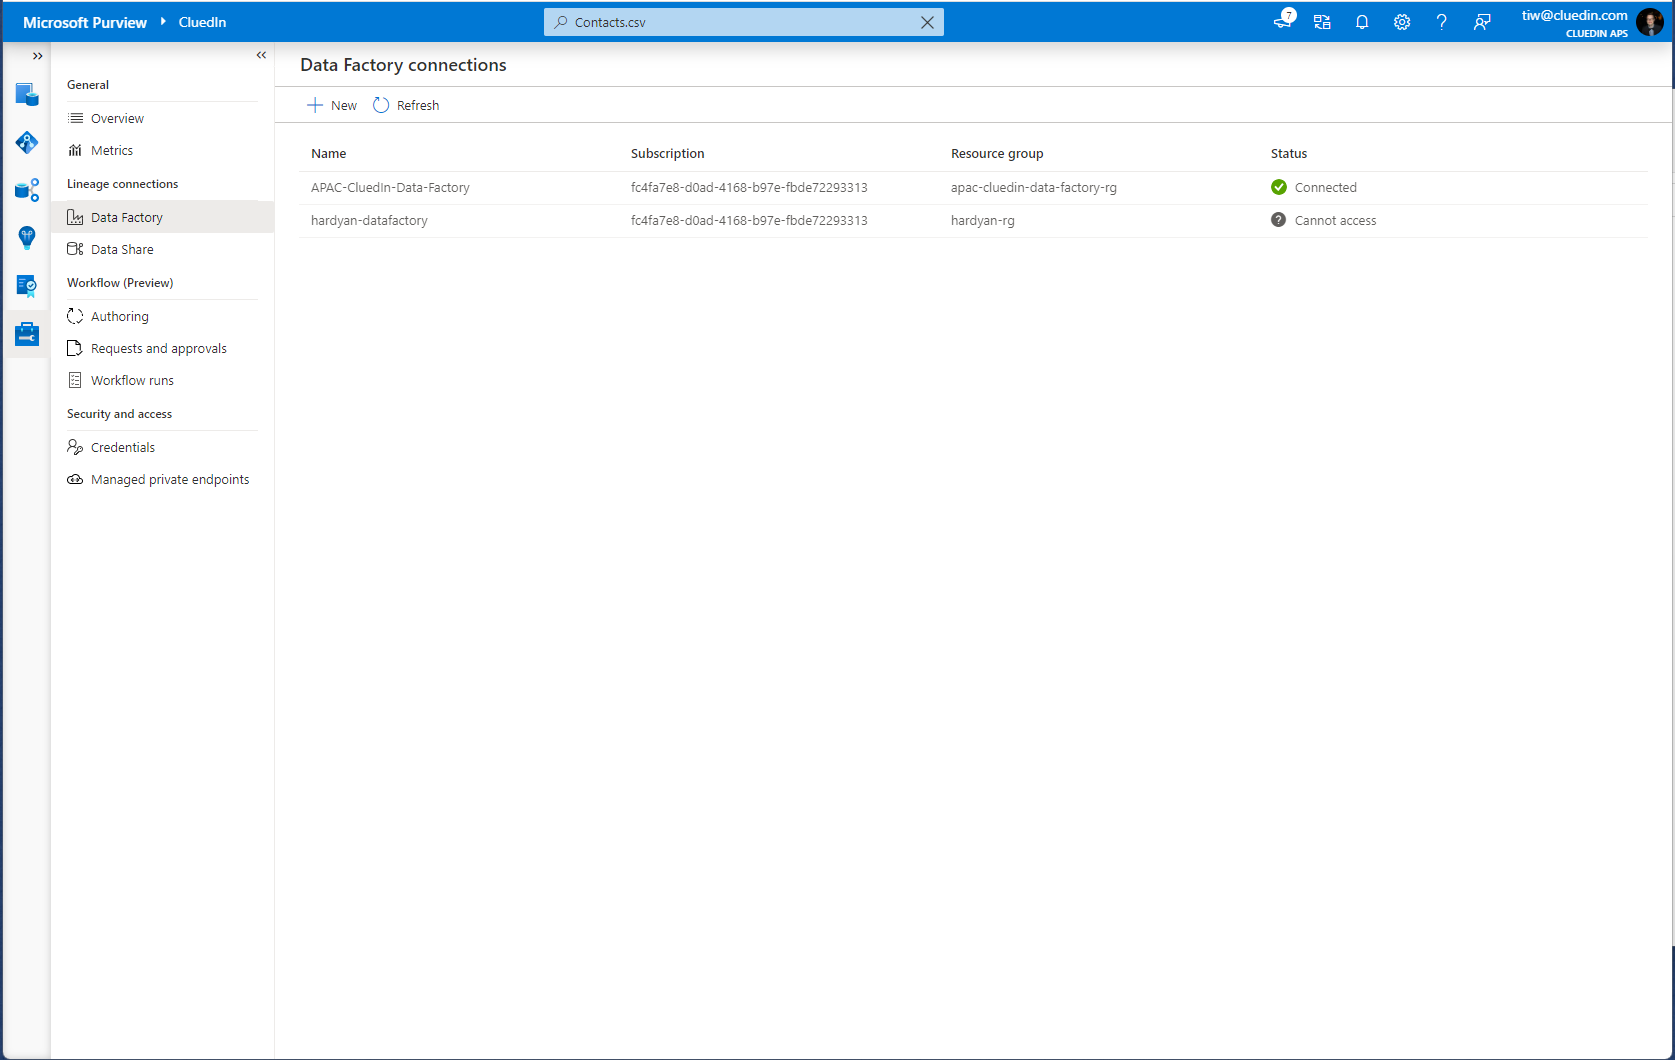 Microsoft Purview CluedIn
Contacts.csv
7
tiw@cluedin.com
CLUEDIN APS
General
Overview
Metrics
Lineage connections
Data Factory
Data Share
Workflow (Preview)
Authoring
Requests and approvals
Workflow runs
Security and access
Credentials
Managed private endpoints
Data Factory connections
New Refresh
Name Subscription Resource group Status
APAC-CluedIn-Data-Factory fc4fa7e8-d0ad-4168-b97e-fbde72293313 apac-cluedin-data-factory-rg Connected
hardyan-datafactory fc4fa7e8-d0ad-4168-b97e-fbde72293313 hardyan-rg Cannot access